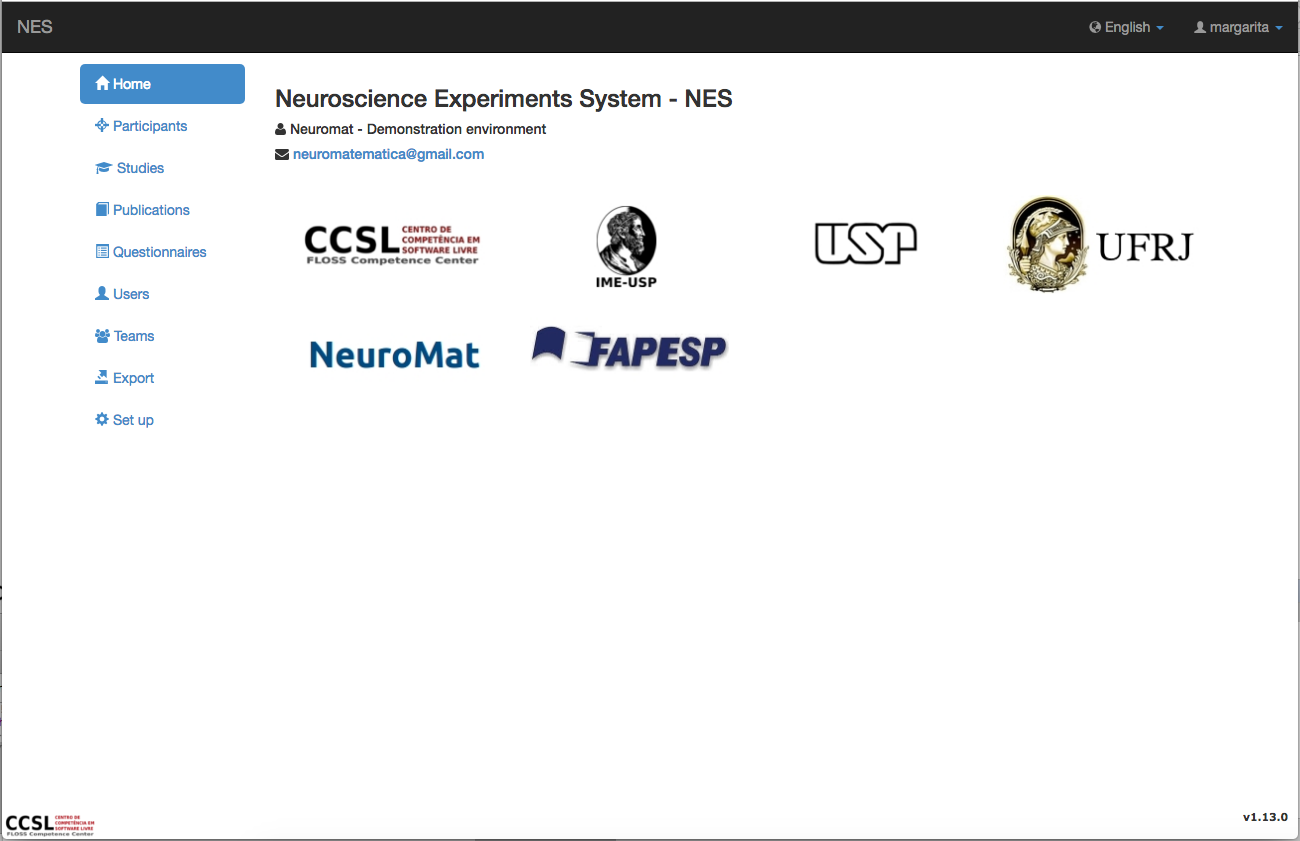 NES
English
margarita
Home
Participants
Studies
Publications
Questionnaires
Users
Teams
Export
Set up
Neuroscience Experiments System - NES
Neuromat - Demonstration environment
neuromatematica@gmail.com
CCSL CENTRO DE
COMPETÊNCIA EM
SOFTWARE LIVRE
FLOSS Competence Center
IME-USP
USP
UFRJ
NeuroMat
FAPESP
CCSL CENTRO DE
COMPETÊNCIA EM
SOFTWARE LIVRE
FLOSS Competence Center
v1.13.0